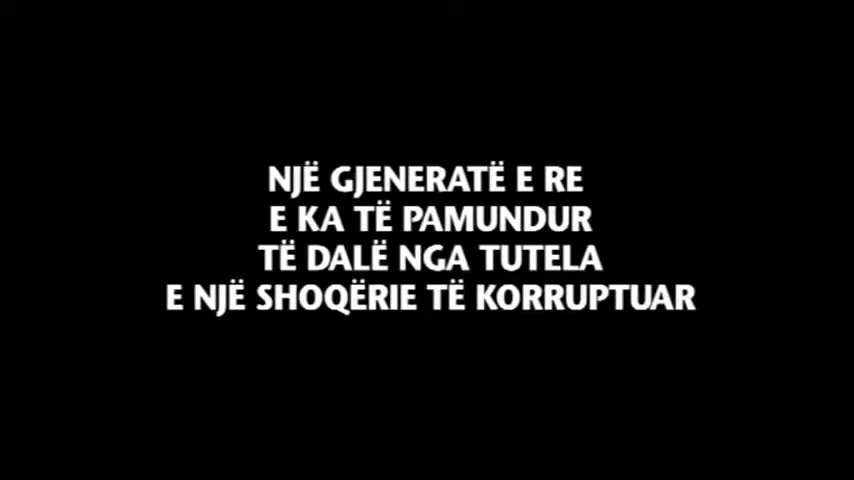 NJË GJENERATË E RE
E KA TË PAMUNDUR
TË DALË NGA TUTELA
E NJË SHOQËRIE TË KORRUPTUAR